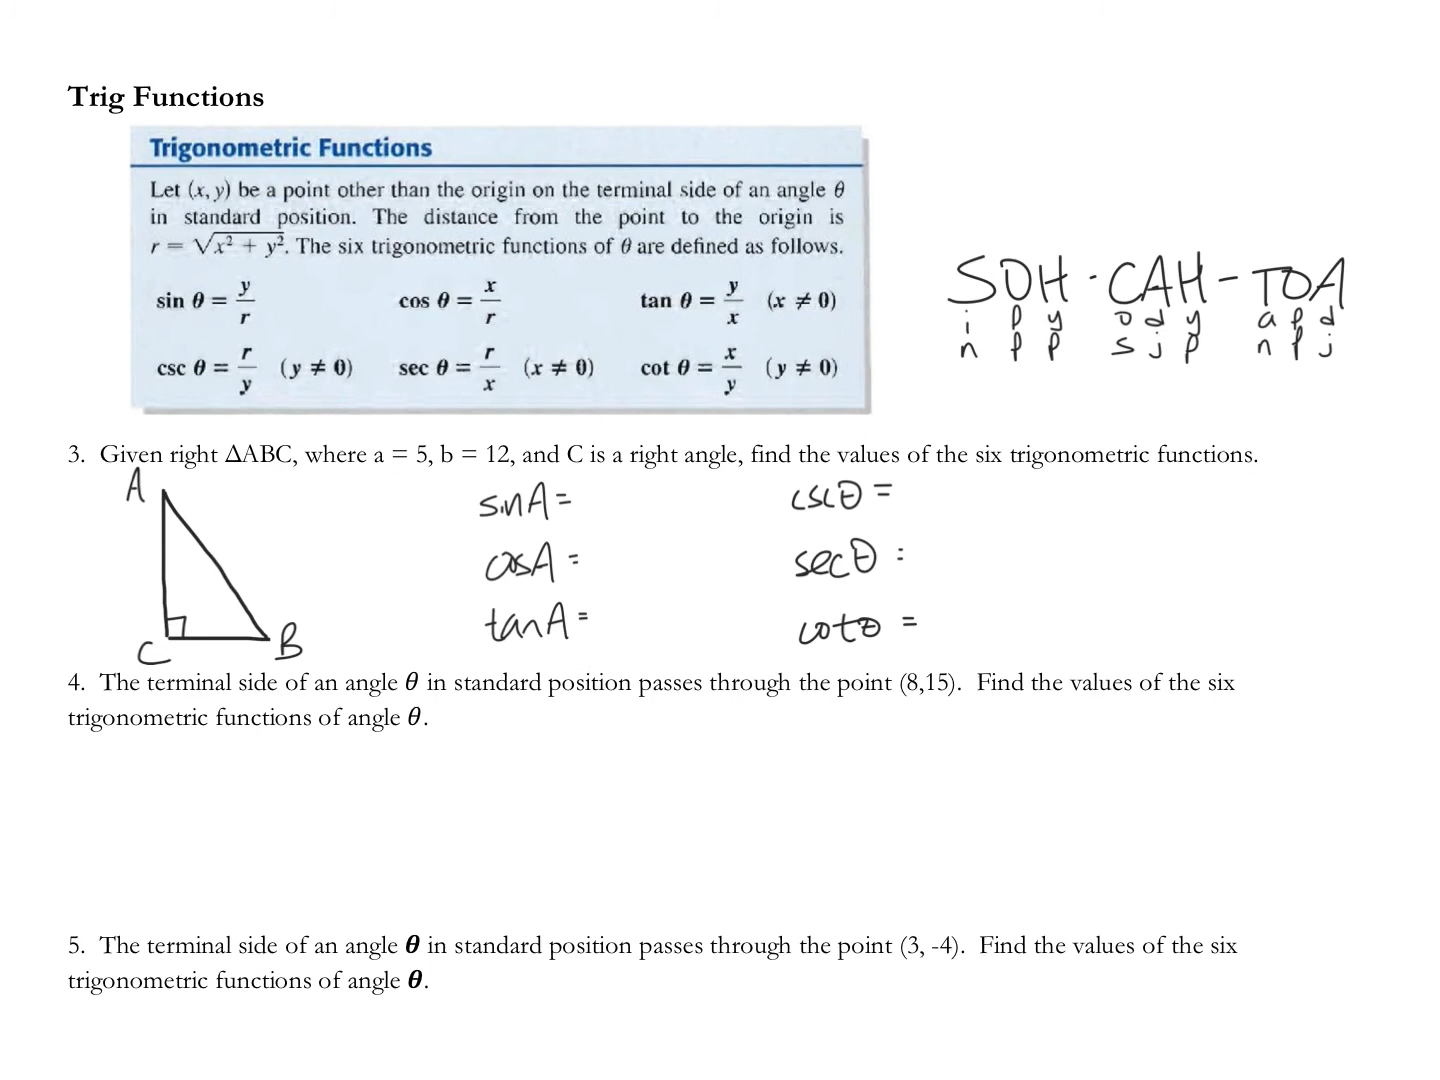 Trig Functions
Trigonometric Functions
Let (x, y) be a point other than the origin on the terminal side of an angle θ
in standard position. The distance from the point to the origin is
r = √x² + y². The six trigonometric functions of θ are defined as follows.
sin θ = y/r cos θ = x/r tan θ = y/x (x ≠ 0)
csc θ = r/y (y ≠ 0) sec θ = r/x (x ≠ 0) cot θ = x/y (y ≠ 0)
SOH - CAH - TOA
i p y o d y a p d
n p p s j p n p j
3. Given right ΔABC, where a = 5, b = 12, and C is a right angle, find the values of the six trigonometric functions.
A
sinA = cscθ =
cosA = secθ :
tanA = cotθ =
C B
4. The terminal side of an angle θ in standard position passes through the point (8,15). Find the values of the six
trigonometric functions of angle θ.
5. The terminal side of an angle θ in standard position passes through the point (3, -4). Find the values of the six
trigonometric functions of angle θ.